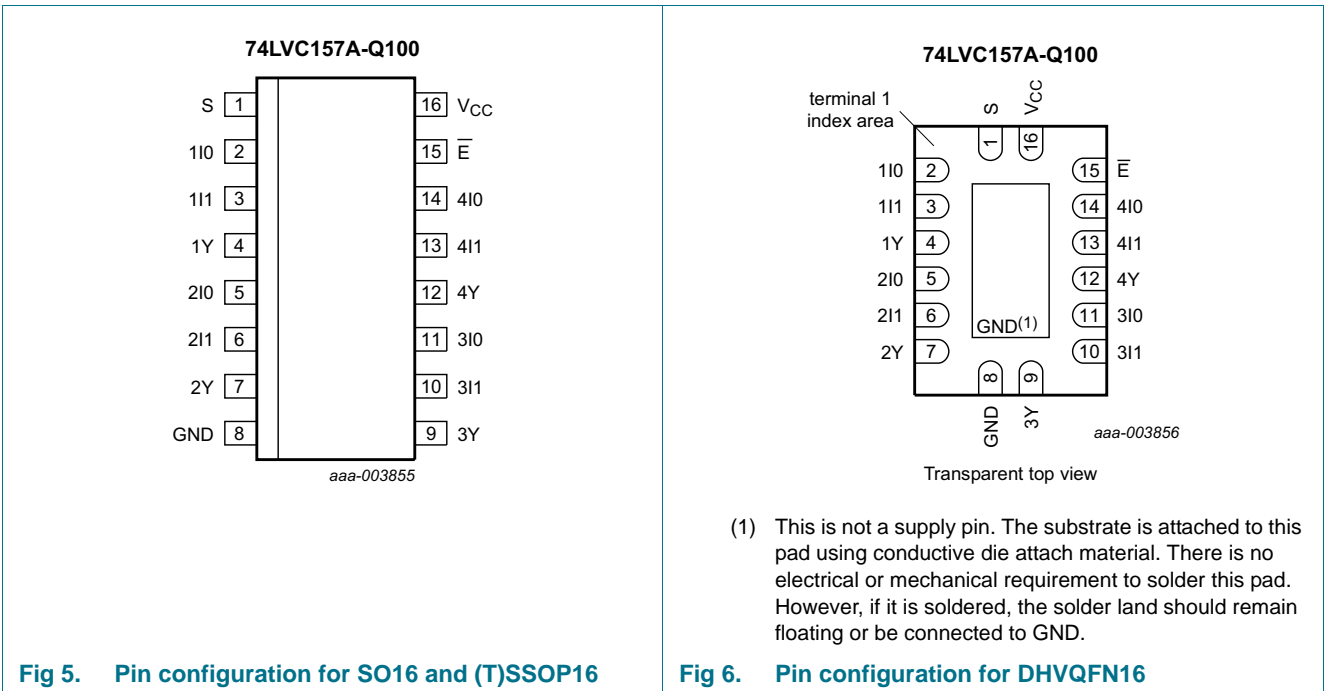 74LVC157A-Q100
S 1 16 VCC
1I0 2 15 E
1I1 3 14 4I0
1Y 4 13 4I1
2I0 5 12 4Y
2I1 6 11 3I0
2Y 7 10 3I1
GND 8 9 3Y
aaa-003855
Fig 5. Pin configuration for SO16 and (T)SSOP16
74LVC157A-Q100
terminal 1
index area
S VCC
1 16
1I0 2 15 E
1I1 3 14 4I0
1Y 4 13 4I1
2I0 5 12 4Y
2I1 6 11 3I0
GND(1)
2Y 7 10 3I1
8 9
GND 3Y
aaa-003856
Transparent top view
(1) This is not a supply pin. The substrate is attached to this
pad using conductive die attach material. There is no
electrical or mechanical requirement to solder this pad.
However, if it is soldered, the solder land should remain
floating or be connected to GND.
Fig 6. Pin configuration for DHVQFN16